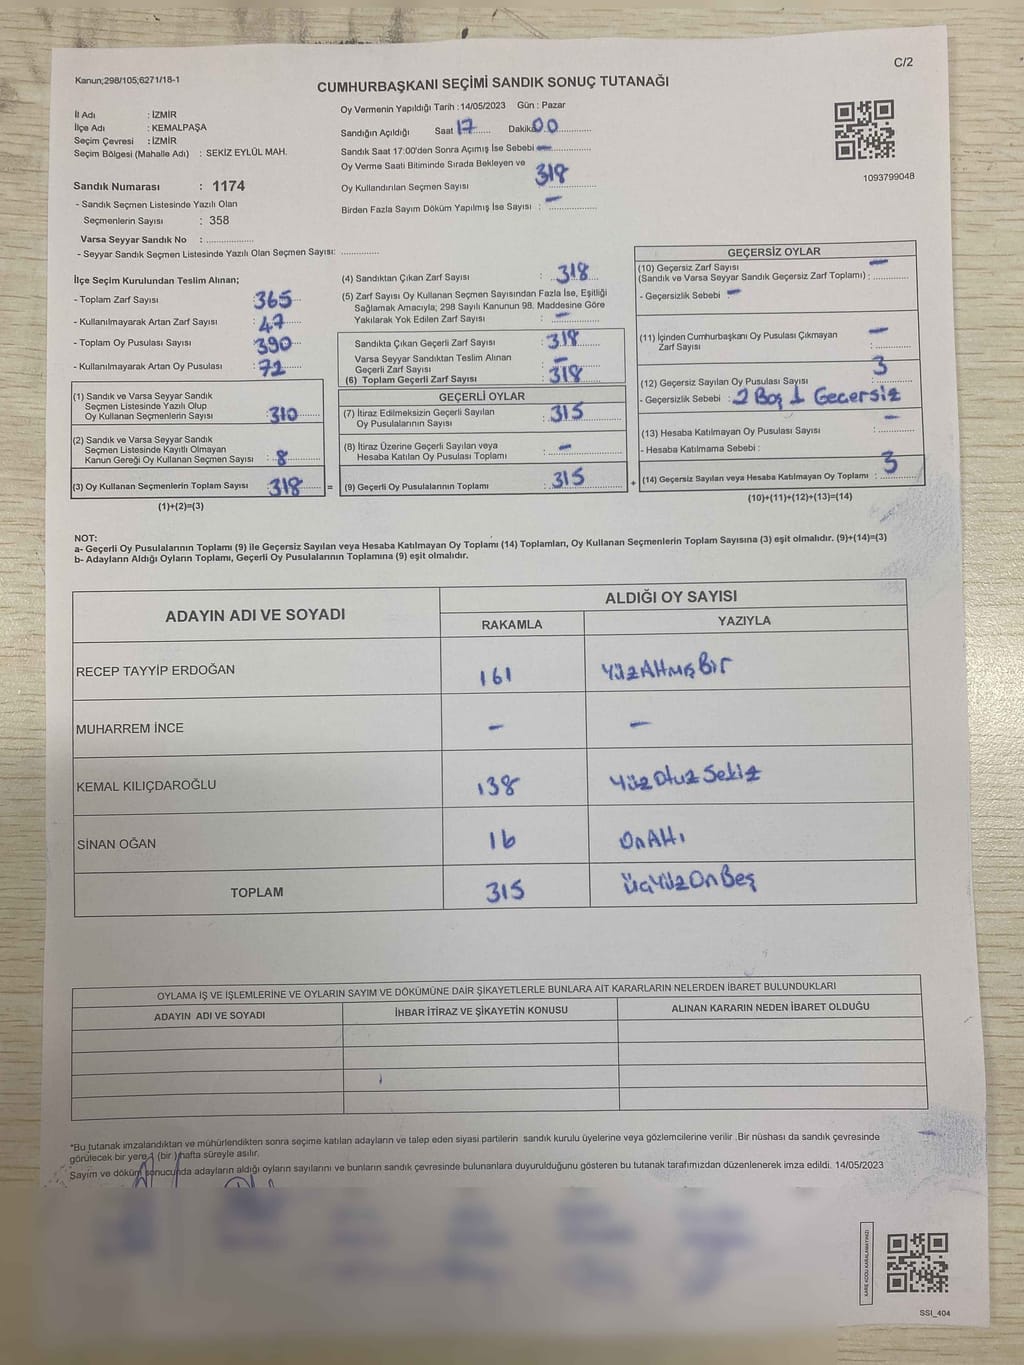 Kanun;298/105;6271/18-1
C/2
CUMHURBAŞKANI SEÇİMİ SANDIK SONUÇ TUTANAĞI
İl Adı : İZMİR
İlçe Adı : KEMALPAŞA
Seçim Çevresi : İZMİR
Seçim Bölgesi (Mahalle Adı) : SEKİZ EYLÜL MAH.
Sandık Numarası : 1174
- Sandık Seçmen Listesinde Yazılı Olan
Seçmenlerin Sayısı : 358
Varsa Seyyar Sandık No : ....................
- Seyyar Sandık Seçmen Listesinde Yazılı Olan Seçmen Sayısı: ...............
Oy Vermenin Yapıldığı Tarih : 14/05/2023 Gün : Pazar
Sandığın Açıldığı Saat 17 Dakika 00
Sandık Saat 17:00'den Sonra Açımış İse Sebebi —
Oy Verme Saati Bitiminde Sırada Bekleyen ve
Oy Kullandırılan Seçmen Sayısı 318
Birden Fazla Sayım Döküm Yapılmış İse Sayısı : —
1093799048
İlçe Seçim Kurulundan Teslim Alınan;
- Toplam Zarf Sayısı : 365
- Kullanılmayarak Artan Zarf Sayısı : 47
- Toplam Oy Pusulası Sayısı : 390
- Kullanılmayarak Artan Oy Pusulası : 72
(1) Sandık ve Varsa Seyyar Sandık
Seçmen Listesinde Yazılı Olup
Oy Kullanan Seçmenlerin Sayısı : 310
(2) Sandık ve Varsa Seyyar Sandık
Seçmen Listesinde Kayıtlı Olmayan
Kanun Gereği Oy Kullanan Seçmen Sayısı : 8
(3) Oy Kullanan Seçmenlerin Toplam Sayısı : 318
(1)+(2)=(3)
(4) Sandıktan Çıkan Zarf Sayısı : 318
(5) Zarf Sayısı Oy Kullanan Seçmen Sayısından Fazla İse, Eşitliği
Sağlamak Amacıyla; 298 Sayılı Kanunun 98. Maddesine Göre
Yakılarak Yok Edilen Zarf Sayısı : —
Sandıkta Çıkan Geçerli Zarf Sayısı : 318
Varsa Seyyar Sandıktan Teslim Alınan
Geçerli Zarf Sayısı : —
(6) Toplam Geçerli Zarf Sayısı : 318
GEÇERLİ OYLAR
(7) İtiraz Edilmeksizin Geçerli Sayılan
Oy Pusulalarının Sayısı : 315
(8) İtiraz Üzerine Geçerli Sayılan veya
Hesaba Katılan Oy Pusulası Toplamı : —
= (9) Geçerli Oy Pusulalarının Toplamı : 315
GEÇERSİZ OYLAR
(10) Geçersiz Zarf Sayısı —
(Sandık ve Varsa Seyyar Sandık Geçersiz Zarf Toplamı) :
- Geçersizlik Sebebi : —
(11) İçinden Cumhurbaşkanı Oy Pusulası Çıkmayan
Zarf Sayısı : —
(12) Geçersiz Sayılan Oy Pusulası Sayısı : 3
- Geçersizlik Sebebi : 2 Boş 1 Gecersiz
(13) Hesaba Katılmayan Oy Pusulası Sayısı : —
- Hesaba Katılmama Sebebi :
+ (14) Geçersiz Sayılan veya Hesaba Katılmayan Oy Toplamı : 3
(10)+(11)+(12)+(13)=(14)
NOT:
a- Geçerli Oy Pusulalarının Toplamı (9) ile Geçersiz Sayılan veya Hesaba Katılmayan Oy Toplamı (14) Toplamları, Oy Kullanan Seçmenlerin Toplam Sayısına (3) eşit olmalıdır. (9)+(14)=(3)
b- Adayların Aldığı Oyların Toplamı, Geçerli Oy Pusulalarının Toplamına (9) eşit olmalıdır.
ADAYIN ADI VE SOYADI
ALDIĞI OY SAYISI
RAKAMLA YAZIYLA
RECEP TAYYİP ERDOĞAN 161 YüzAltmışBir
MUHARREM İNCE — —
KEMAL KILIÇDAROĞLU 138 YüzOtuzSekiz
SİNAN OĞAN 16 OnAltı
TOPLAM 315 ÜçYüzOnBeş
OYLAMA İŞ VE İŞLEMLERİNE VE OYLARIN SAYIM VE DÖKÜMÜNE DAİR ŞİKAYETLERLE BUNLARA AİT KARARLARIN NELERDEN İBARET BULUNDUKLARI
ADAYIN ADI VE SOYADI İHBAR İTİRAZ VE ŞİKAYETİN KONUSU ALINAN KARARIN NEDEN İBARET OLDUĞU
*Bu tutanak imzalandıktan ve mühürlendikten sonra seçime katılan adayların ve talep eden siyasi partilerin sandık kurulu üyelerine veya gözlemcilerine verilir .Bir nüshası da sandık çevresinde
görülecek bir yere 1 (bir ) hafta süreyle asılır.
Sayım ve döküm sonucunda adayların aldığı oyların sayılarını ve bunların sandık çevresinde bulunanlara duyurulduğunu gösteren bu tutanak tarafımızdan düzenlenerek imza edildi. 14/05/2023
KARE KODU KARALAMAYINIZ!
SSI_404